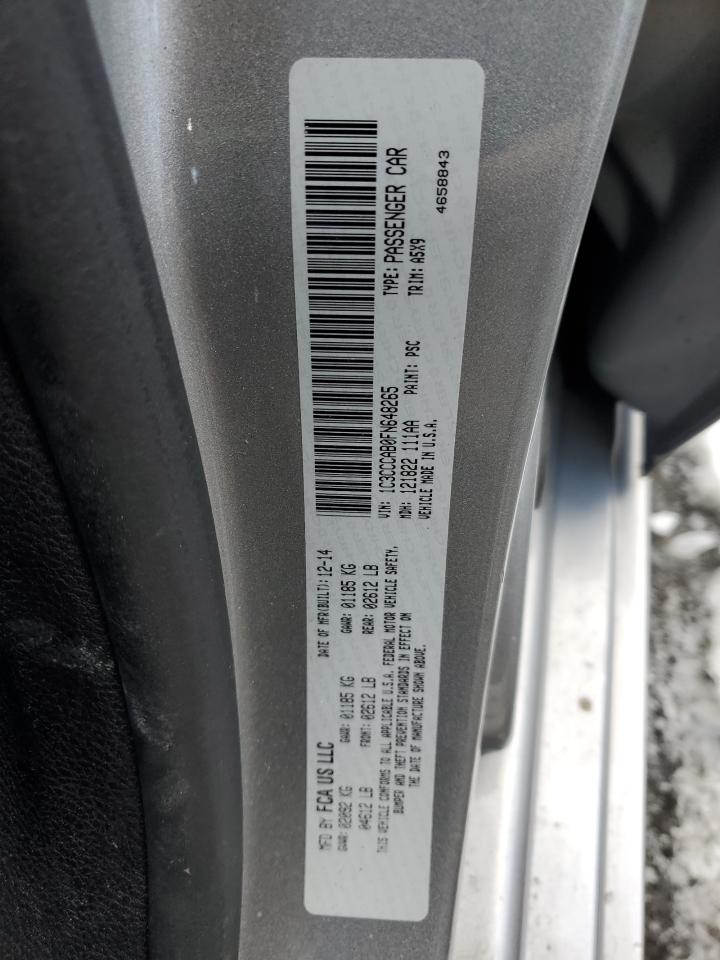 MFD BY FCA US LLC
DATE OF MFR(BUILT): 12-14
GVWR: 02092 KG
GAWR: 01185 KG
GAWR: 01185 KG
04612 LB
FRONT: 02612 LB
REAR: 02612 LB
THIS VEHICLE CONFORMS TO ALL APPLICABLE U.S.A. FEDERAL MOTOR VEHICLE SAFETY,
BUMPER AND THEFT PREVENTION STANDARDS IN EFFECT ON
THE DATE OF MANUFACTURE SHOWN ABOVE.
VIN: 1C3CCCAB0FN648265
TYPE: PASSENGER CAR
MDH: 121822 111AA
PAINT: PSC
TRIM: A5X9
VEHICLE MADE IN U.S.A.
4658843